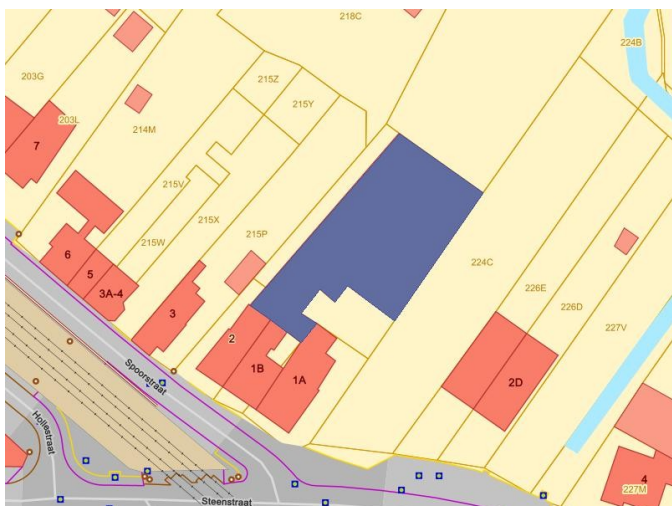 218C
224B
203G
215Z
215Y
203L
214M
7
215V
215X
215P
215W
224C
6
5
3A-4
226E
226D
3
227V
2
1B
1A
2D
Spoorstraat
Hollestraat
4
227M
Steenstraat